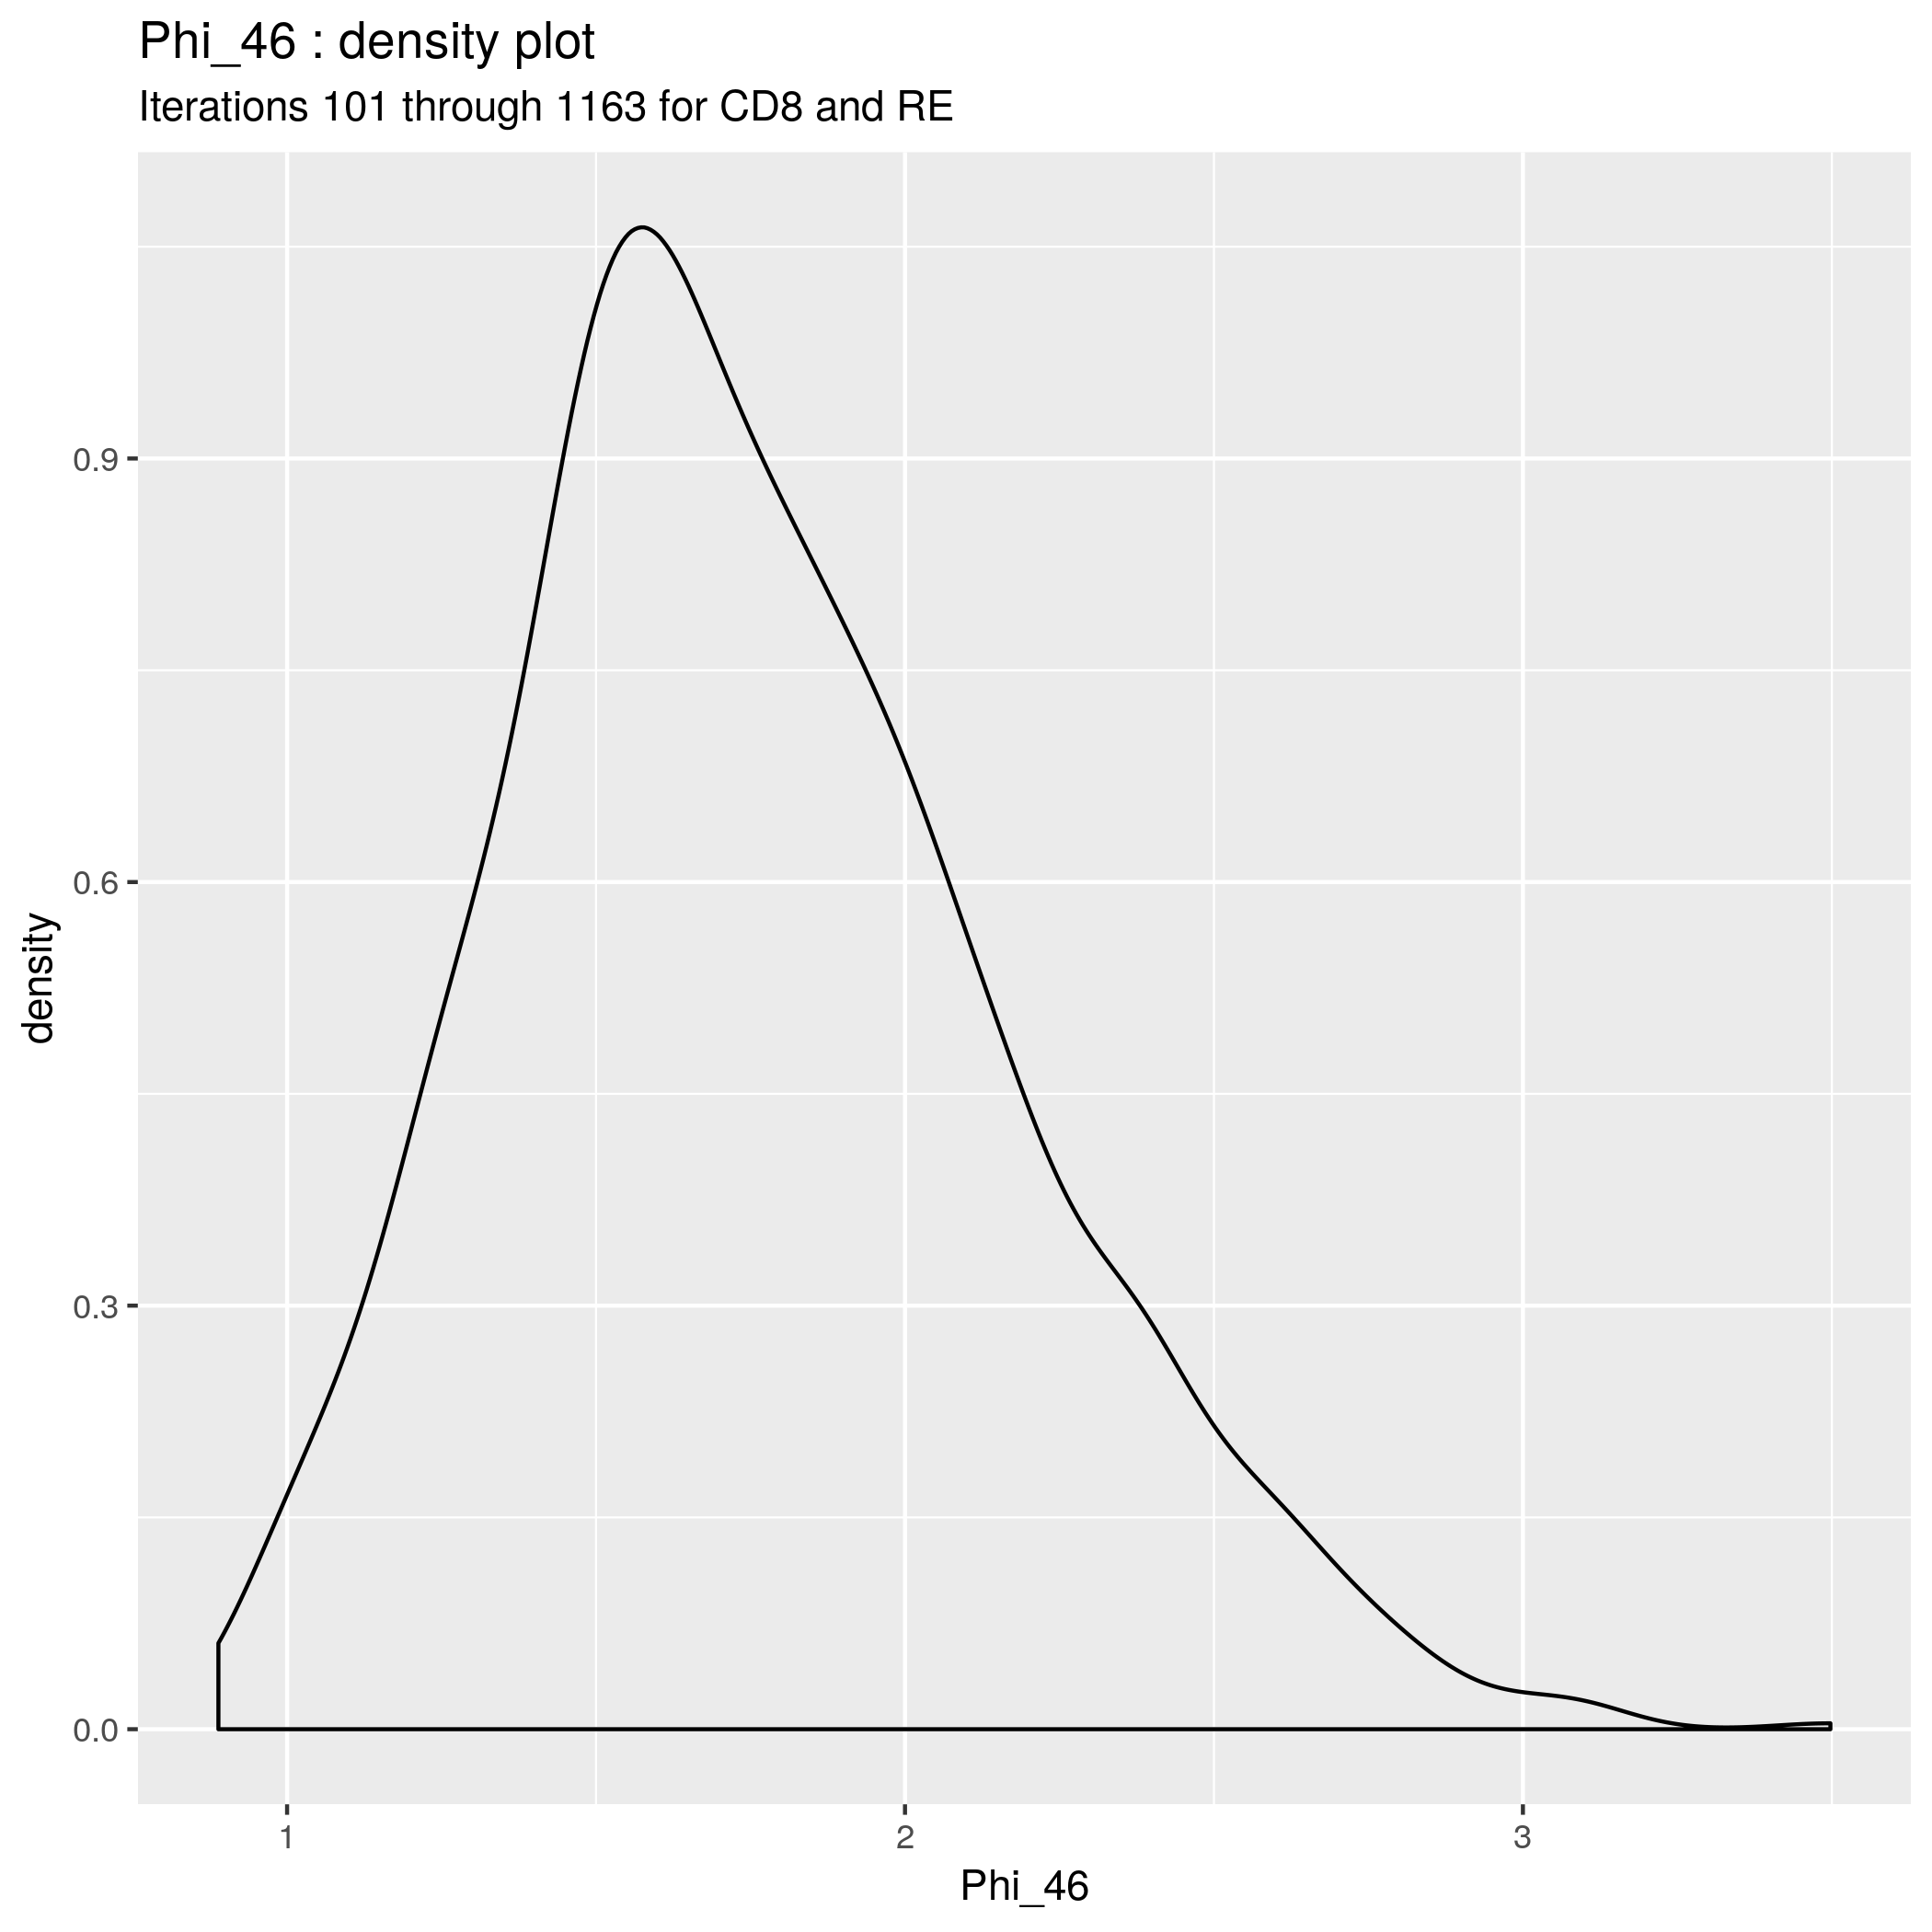 Phi_46 : density plot
Iterations 101 through 1163 for CD8 and RE
density
0.9
0.6
0.3
0.0
1 2 3
Phi_46